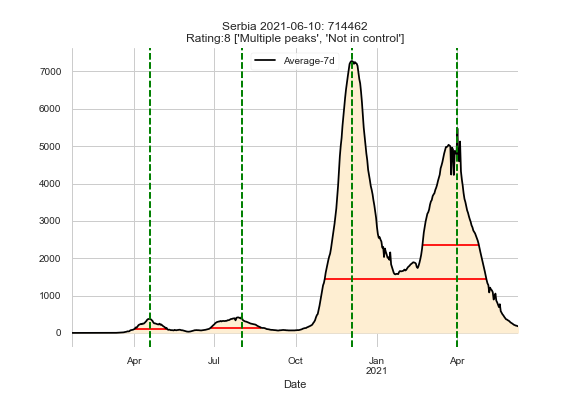 Serbia 2021-06-10: 714462
Rating:8 ['Multiple peaks', 'Not in control']
Average-7d
7000
6000
5000
4000
3000
2000
1000
0
Apr Jul Oct Jan Apr
2021
Date